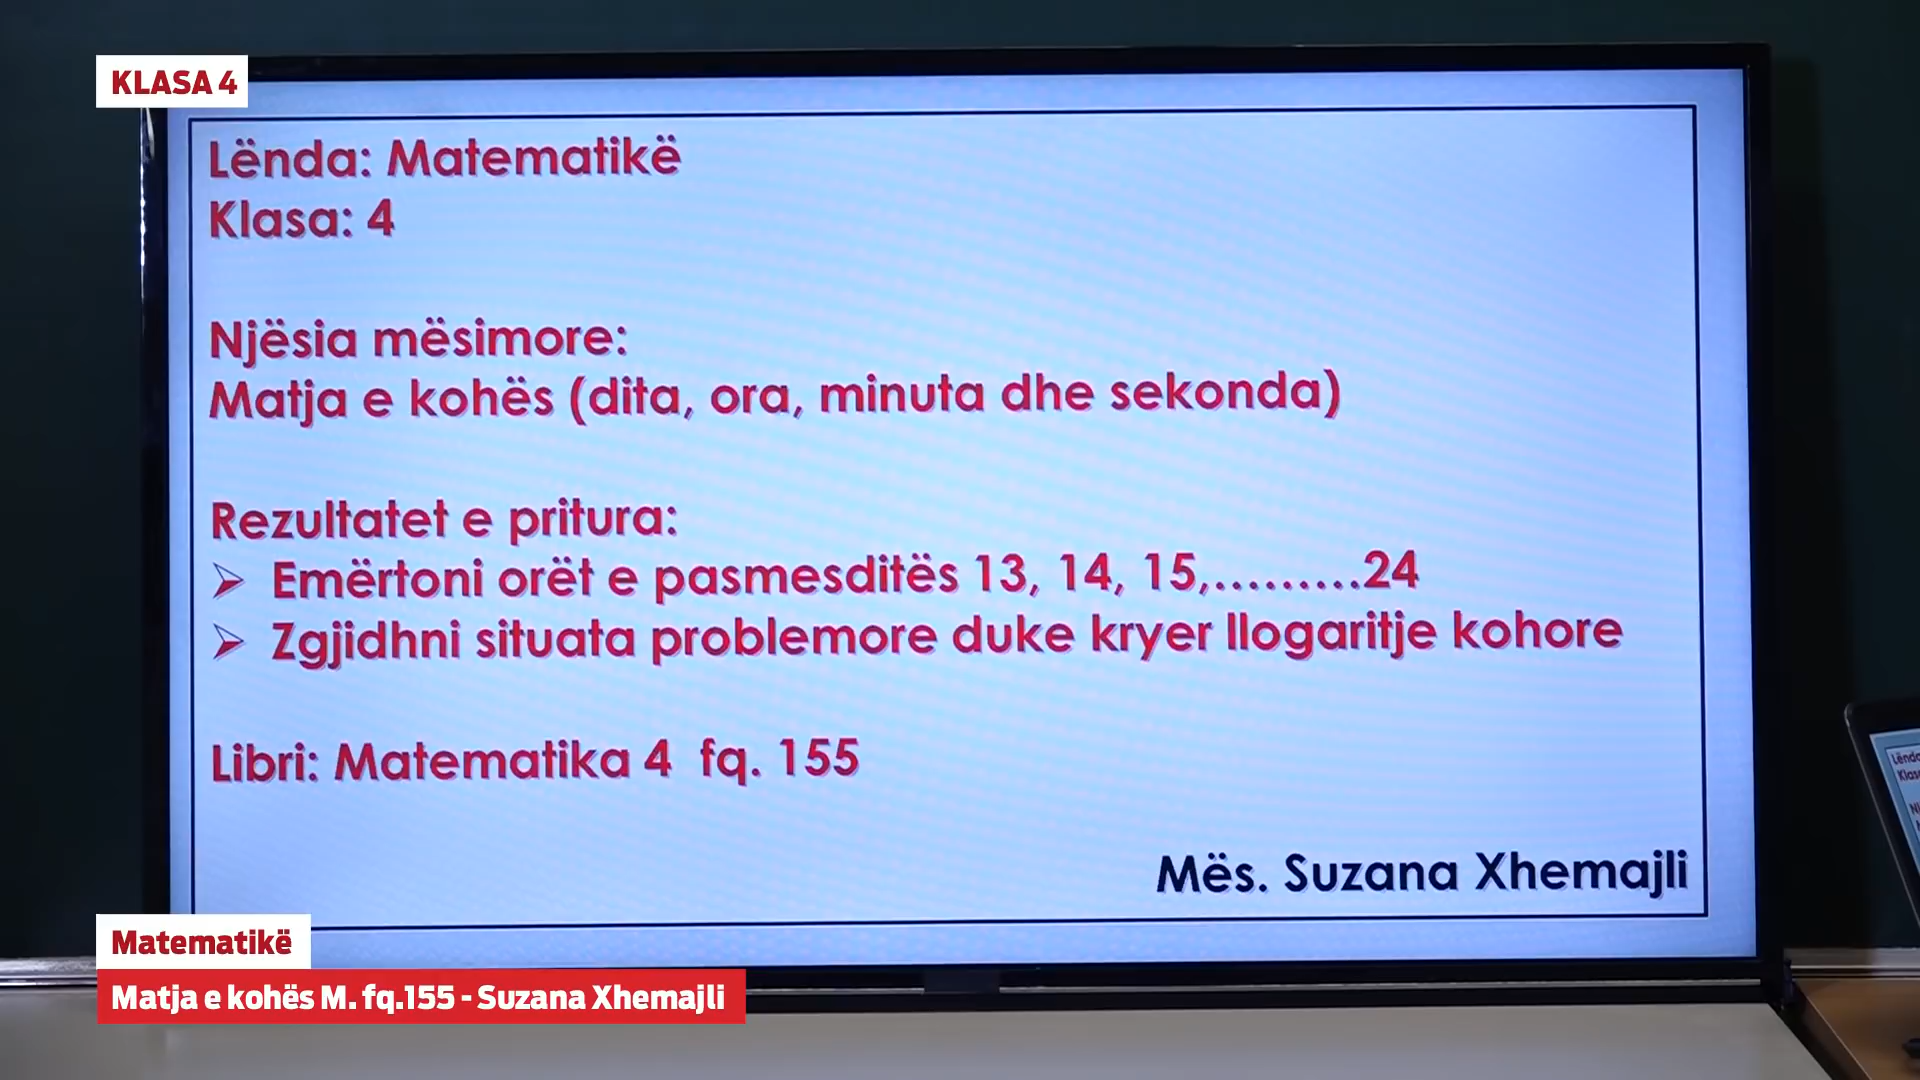 KLASA 4
Lënda: Matematikë
Klasa: 4
Njësia mësimore:
Matja e kohës (dita, ora, minuta dhe sekonda)
Rezultatet e pritura:
➢ Emërtoni orët e pasmesditës 13, 14, 15,.........24
➢ Zgjidhni situata problemore duke kryer llogaritje kohore
Libri: Matematika 4 fq. 155
Mës. Suzana Xhemajli
Matematikë
Matja e kohës M. fq.155 - Suzana Xhemajli